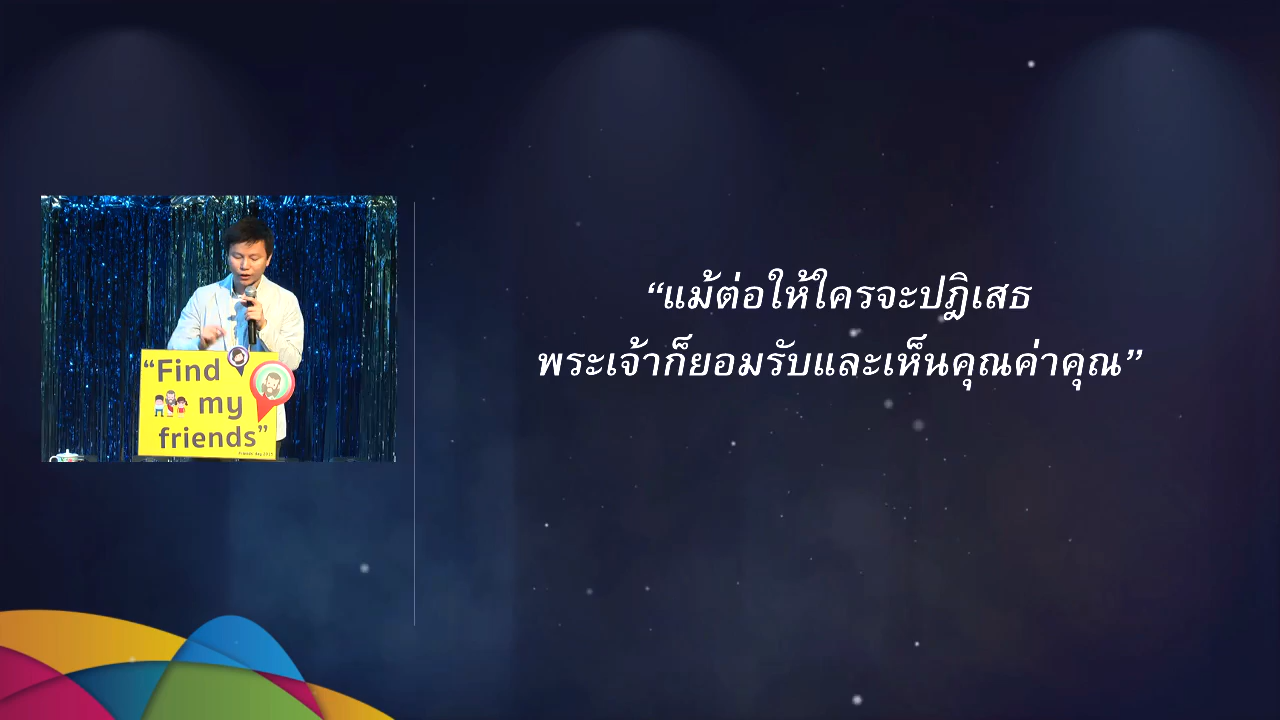 “แม้ต่อให้ใครจะปฎิเสธ
พระเจ้าก็ยอมรับและเห็นคุณค่าคุณ”
“Find
my
friends”